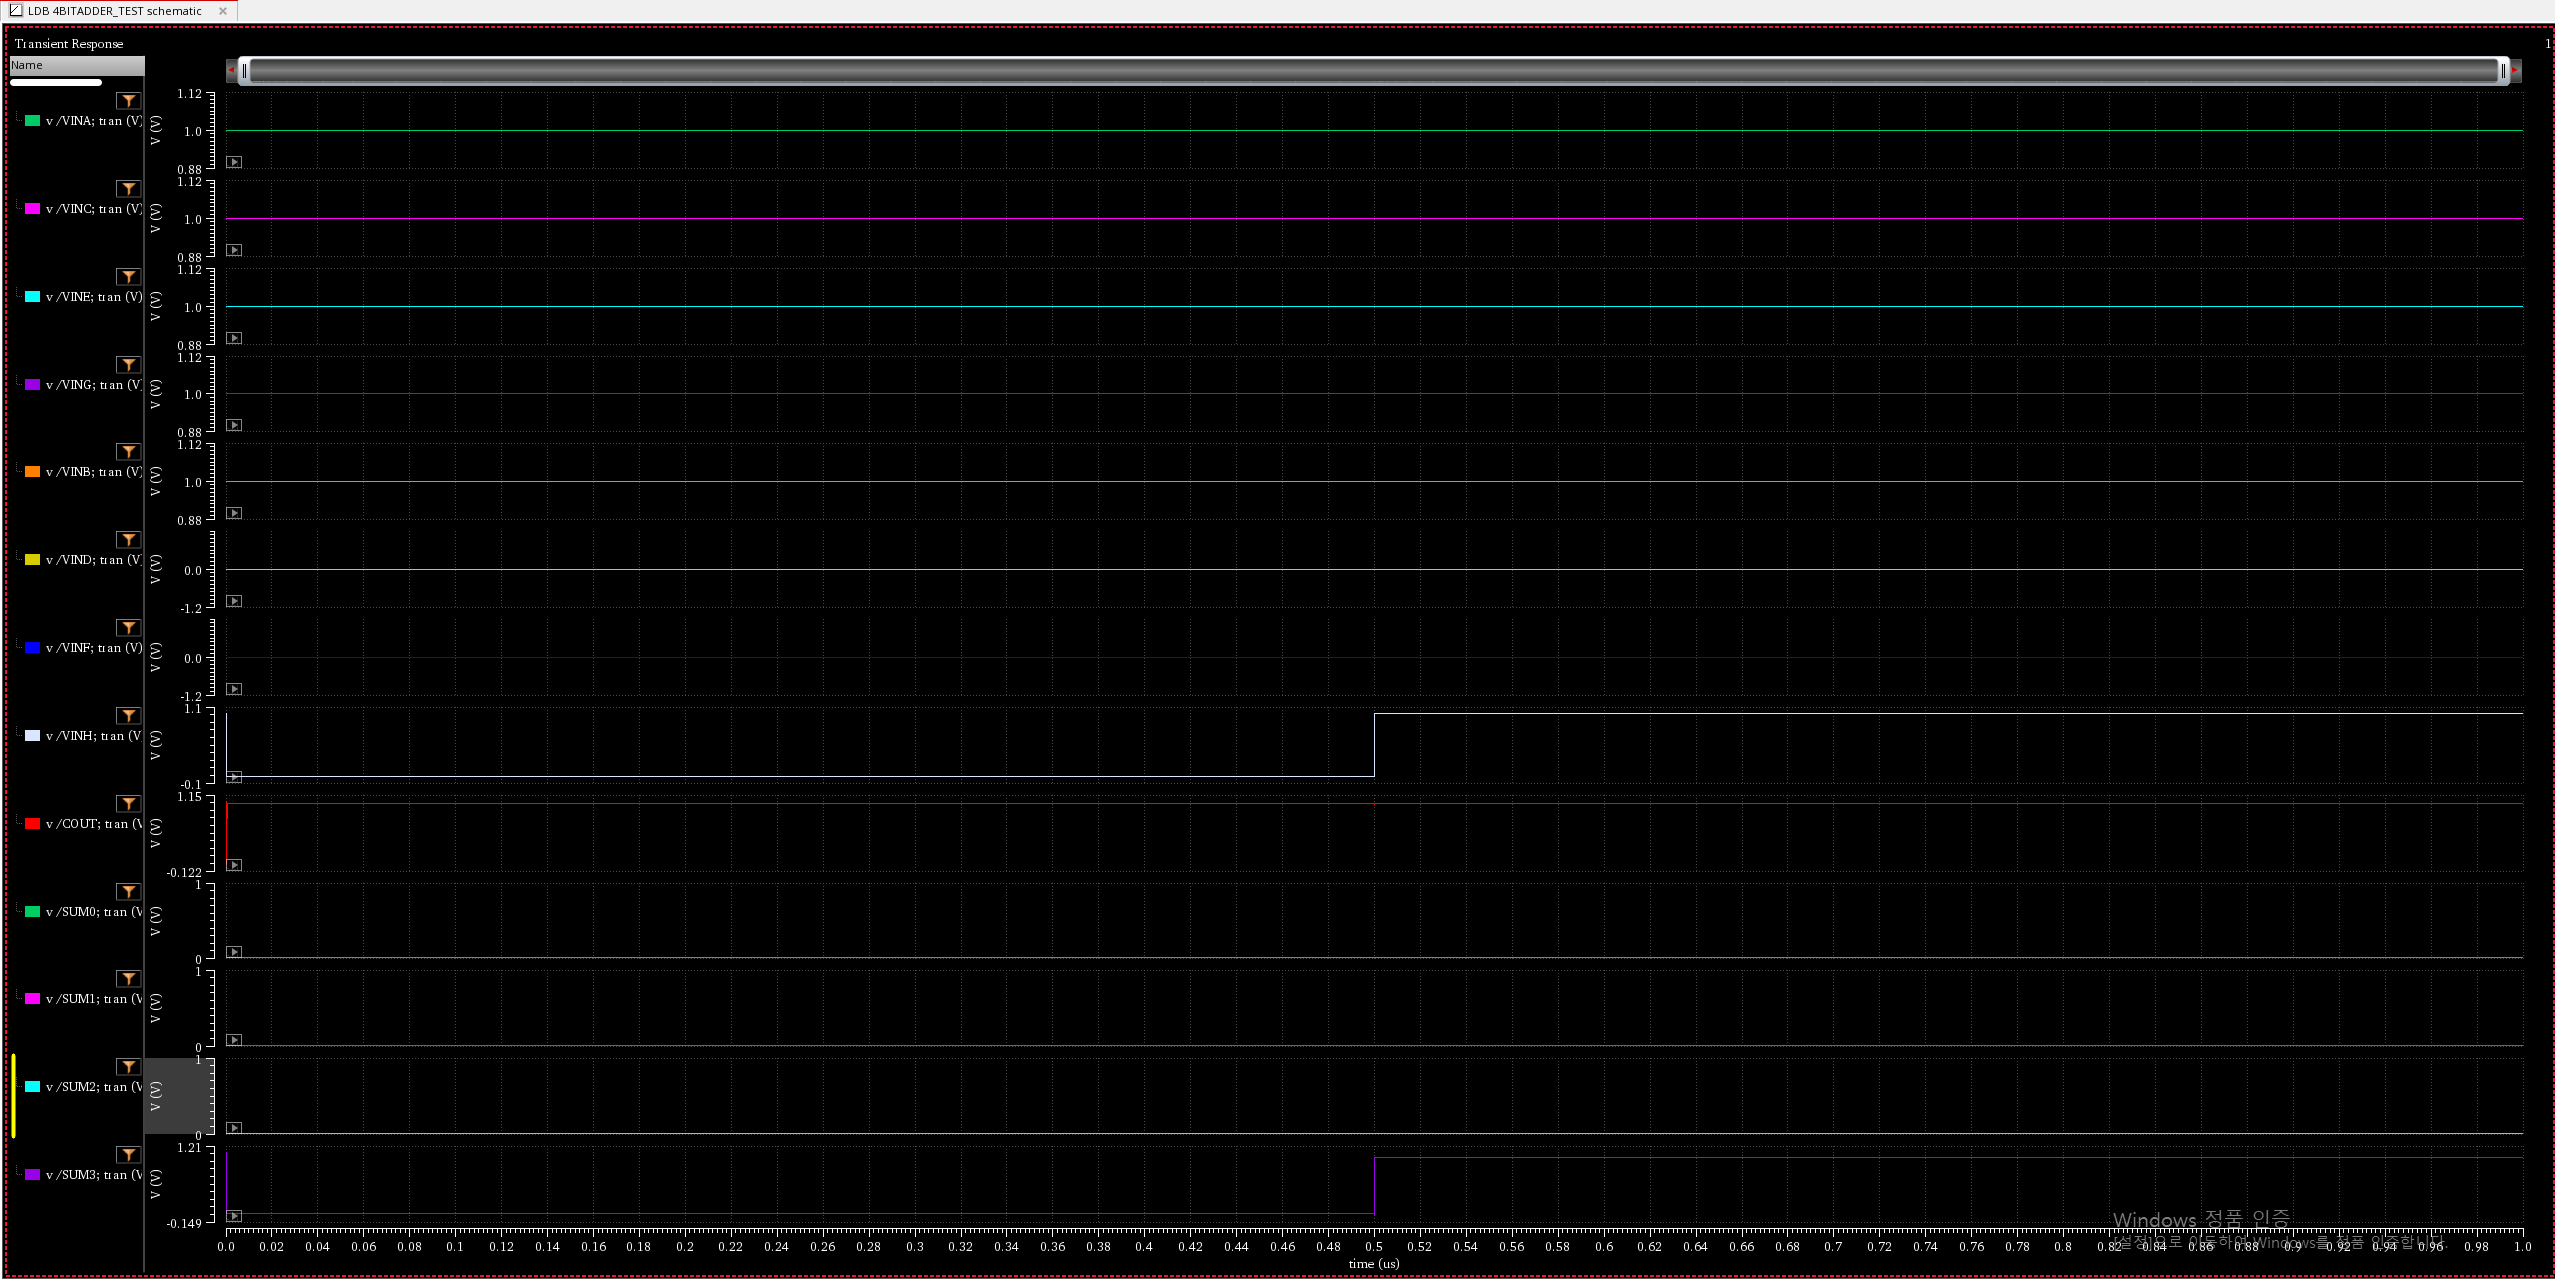 LDB 4BITADDER_TEST schematic
Transient Response
1
Name
1.12
v /VINA; tran (V)
V (V)
1.0
0.88
1.12
v /VINC; tran (V)
V (V)
1.0
0.88
1.12
v /VINE; tran (V)
V (V)
1.0
0.88
1.12
v /VING; tran (V)
V (V)
1.0
0.88
1.12
v /VINB; tran (V)
V (V)
1.0
0.88
v /VIND; tran (V)
V (V)
0.0
-1.2
v /VINF; tran (V)
V (V)
0.0
-1.2
1.1
v /VINH; tran (V
V (V)
-0.1
1.15
v /COUT; tran (V
V (V)
-0.122
1
v /SUM0; tran (V
V (V)
0
1
v /SUM1; tran (V
V (V)
0
1
v /SUM2; tran (V
V (V)
0
1.21
v /SUM3; tran (V
V (V)
-0.149
Windows 정품 인증
[설정]으로 이동하여 Windows를 정품 인증합니다.
0.0 0.02 0.04 0.06 0.08 0.1 0.12 0.14 0.16 0.18 0.2 0.22 0.24 0.26 0.28 0.3 0.32 0.34 0.36 0.38 0.4 0.42 0.44 0.46 0.48 0.5 0.52 0.54 0.56 0.58 0.6 0.62 0.64 0.66 0.68 0.7 0.72 0.74 0.76 0.78 0.8 0.82 0.84 0.86 0.88 0.9 0.92 0.94 0.96 0.98 1.0
time (us)